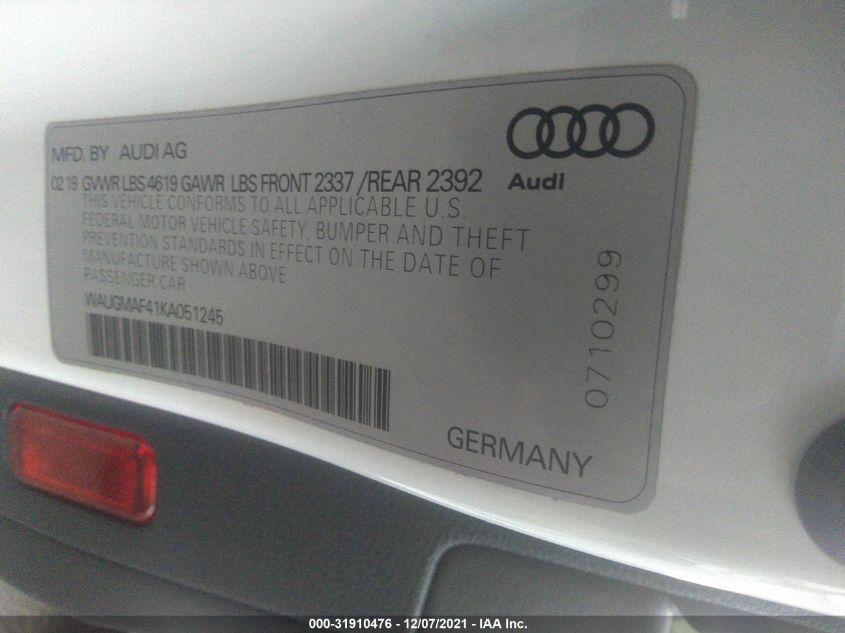 MFD. BY AUDI AG
Audi
02 19 GVWR LBS 4619 GAWR LBS FRONT 2337 /REAR 2392
THIS VEHICLE CONFORMS TO ALL APPLICABLE U.S.
FEDERAL MOTOR VEHICLE SAFETY, BUMPER AND THEFT
PREVENTION STANDARDS IN EFFECT ON THE DATE OF
MANUFACTURE SHOWN ABOVE
PASSENGER CAR
WAUGMAF41KA051245
0710299
GERMANY
000-31910476 - 12/07/2021 - IAA Inc.